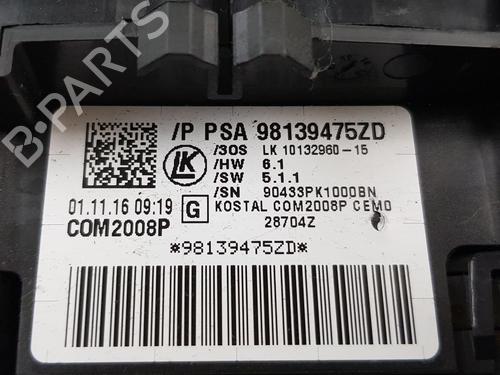 /P PSA 98139475ZD
/3OS LK 10132960-15
/HW 6.1
/SW 5.1.1
/SN 90433PK1000BN
01.11.16 09:19 G KOSTAL COM2008P CEMO
COM2008P 28704Z
*98139475ZD*
LK
B-PARTS